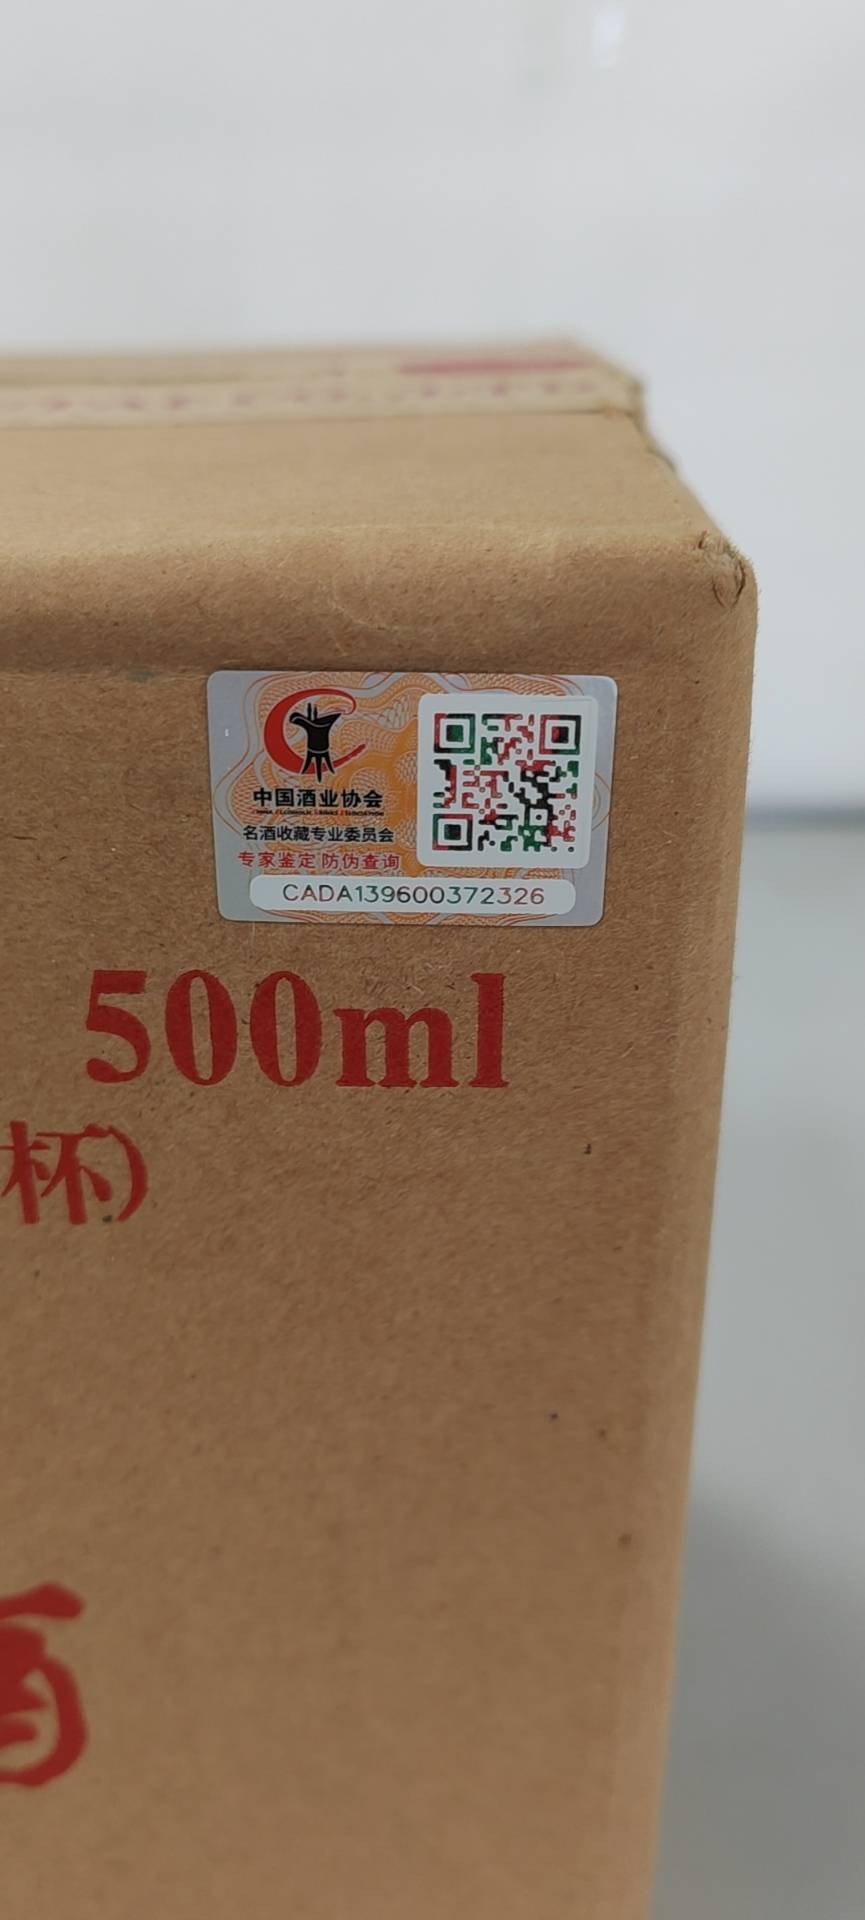 中国酒业协会
名酒收藏专业委员会
专家鉴定 防伪查询
CADA139600372326
500ml
杯)
酒